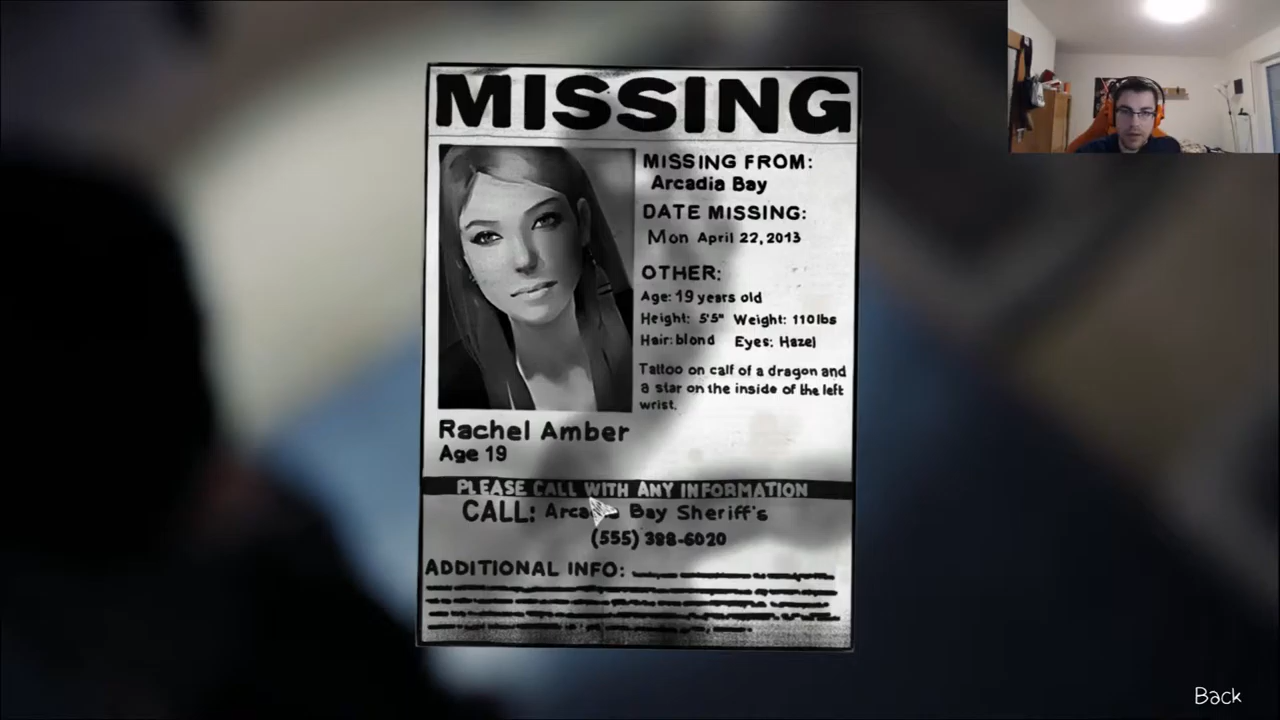 MISSING
MISSING FROM:
Arcadia Bay
DATE MISSING:
Mon April 22, 2013
OTHER:
Age: 19 years old
Height: 5'5" Weight: 110lbs
Hair: blond Eyes: Hazel
Tattoo on calf of a dragon and
a star on the inside of the left
wrist.
Rachel Amber
Age 19
PLEASE CALL WITH ANY INFORMATION
CALL: Bay Sheriff's
(555) 388-6020
ADDITIONAL INFO:
Back